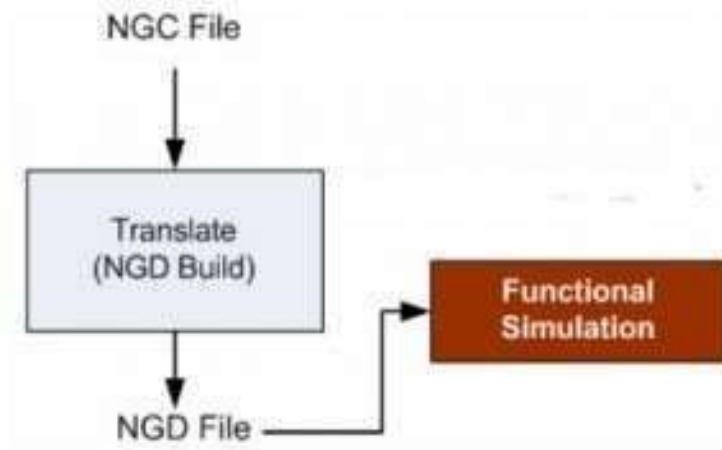 NGC File
Translate
(NGD Build)
Functional
Simulation
NGD File